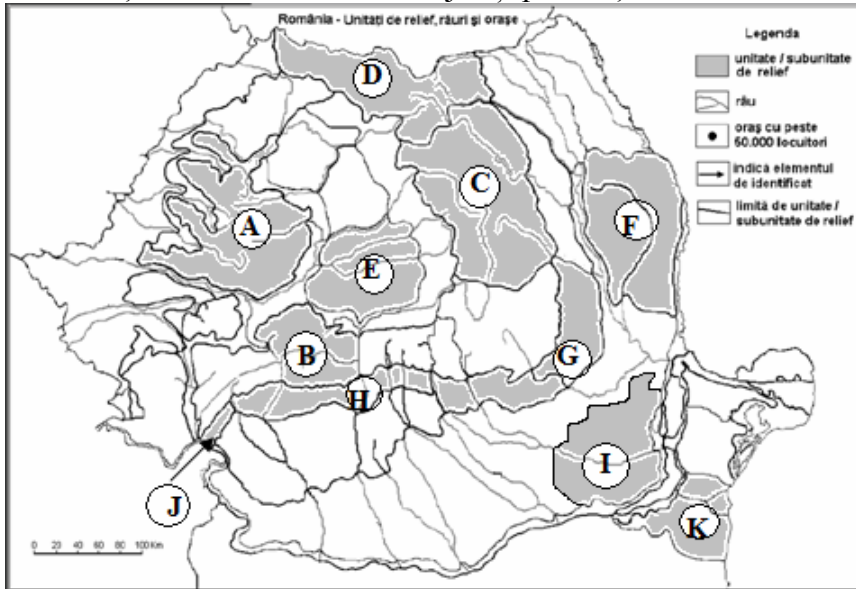 România - Unități de relief, râuri și orașe
Legenda
unitate / subunitate
de relief
râu
oraș cu peste
50.000 locuitori
indică elementul
de identificat
limită de unitate /
subunitate de relief
D
C
A
F
E
B
G
H
I
J
K
0 20 40 60 80 100 Km